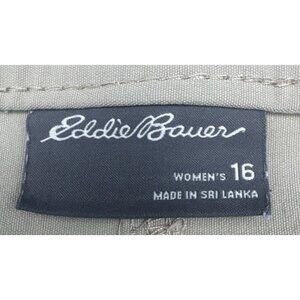 Eddie Bauer
WOMEN'S 16
MADE IN SRI LANKA